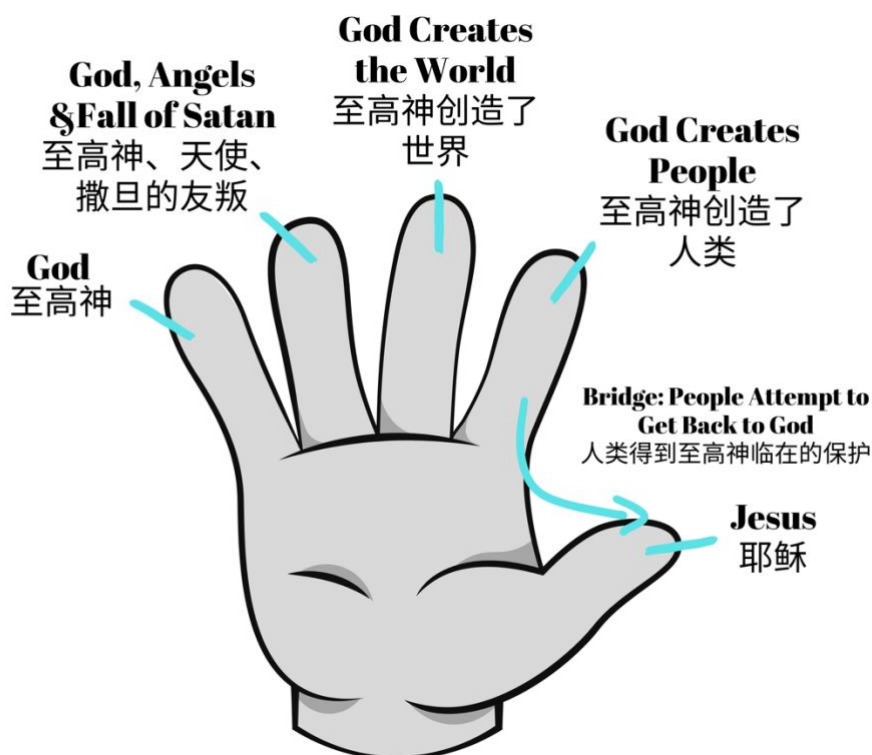 God Creates
the World
至高神创造了
世界
God, Angels
&Fall of Satan
至高神、天使、
撒旦的友叛
God Creates
People
至高神创造了
人类
God
至高神
Bridge: People Attempt to
Get Back to God
人类得到至高神临在的保护
Jesus
耶稣